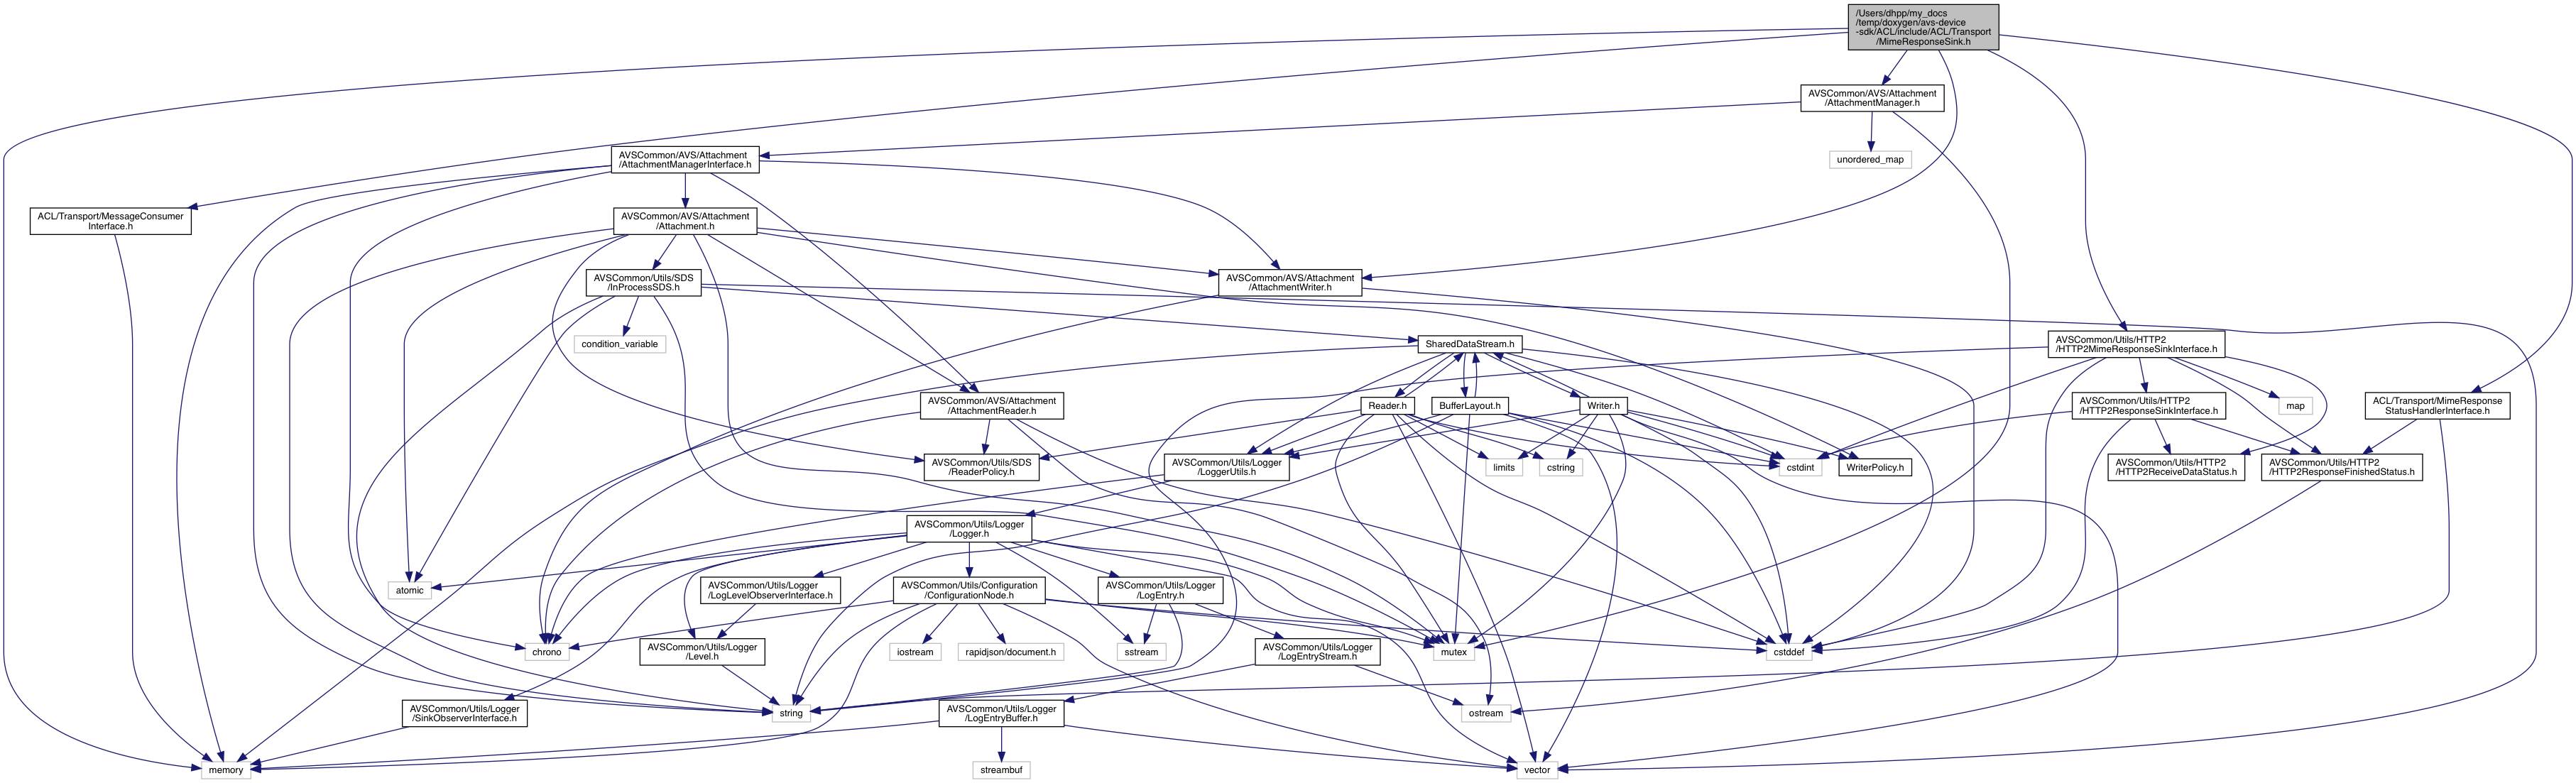 /Users/dhpp/my_docs
/temp/doxygen/avs-device
-sdk/ACL/include/ACL/Transport
/MimeResponseSink.h
AVSCommon/AVS/Attachment
/AttachmentManager.h
AVSCommon/AVS/Attachment
/AttachmentManagerInterface.h
unordered_map
ACL/Transport/MessageConsumer
Interface.h
AVSCommon/AVS/Attachment
/Attachment.h
AVSCommon/Utils/SDS
/InProcessSDS.h
AVSCommon/AVS/Attachment
/AttachmentWriter.h
condition_variable
SharedDataStream.h
AVSCommon/Utils/HTTP2
/HTTP2MimeResponseSinkInterface.h
AVSCommon/AVS/Attachment
/AttachmentReader.h
Reader.h
BufferLayout.h
Writer.h
AVSCommon/Utils/HTTP2
/HTTP2ResponseSinkInterface.h
map
ACL/Transport/MimeResponse
StatusHandlerInterface.h
AVSCommon/Utils/SDS
/ReaderPolicy.h
AVSCommon/Utils/Logger
/LoggerUtils.h
limits
cstring
cstdint
WriterPolicy.h
AVSCommon/Utils/HTTP2
/HTTP2ReceiveDataStatus.h
AVSCommon/Utils/HTTP2
/HTTP2ResponseFinishedStatus.h
AVSCommon/Utils/Logger
/Logger.h
atomic
AVSCommon/Utils/Logger
/LogLevelObserverInterface.h
AVSCommon/Utils/Configuration
/ConfigurationNode.h
AVSCommon/Utils/Logger
/LogEntry.h
chrono
AVSCommon/Utils/Logger
/Level.h
iostream
rapidjson/document.h
sstream
AVSCommon/Utils/Logger
/LogEntryStream.h
mutex
cstddef
AVSCommon/Utils/Logger
/SinkObserverInterface.h
string
AVSCommon/Utils/Logger
/LogEntryBuffer.h
ostream
memory
streambuf
vector